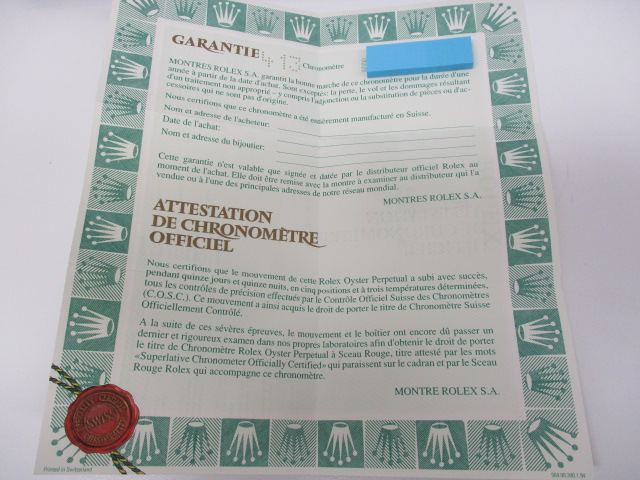 GARANTIE
13 Chronomètre
MONTRES ROLEX S.A. garantit la bonne marche de ce chronomètre pour la durée d'une
année à partir de la date d'achat. Sont exceptés: la perte, le vol et les dommages résultant
d'un traitement non approprié – y compris l'adjonction ou la substitution de pièces ou d'ac-
cessoires qui ne sont pas d'origine.
Nous certifions que ce chronomètre a été entièrement manufacturé en Suisse.
Nom et adresse de l'acheteur:
Date de l'achat:
Nom et adresse du bijoutier:
Cette garantie n'est valable que signée et datée par le distributeur officiel Rolex au
moment de l'achat. Elle doit être remise avec la montre à examiner au distributeur qui l'a
vendue ou à l'une des principales adresses de notre réseau mondial.
MONTRES ROLEX S.A.
ATTESTATION
DE CHRONOMÈTRE
OFFICIEL
Nous certifions que le mouvement de cette Rolex Oyster Perpetual a subi avec succès,
pendant quinze jours et quinze nuits, en cinq positions et à trois températures déterminées,
tous les contrôles de précision effectués par le Contrôle Officiel Suisse des Chronomètres
(C.O.S.C.). Ce mouvement a ainsi acquis le droit de porter le titre de Chronomètre Suisse
Officiellement Contrôlé.
A la suite de ces sévères épreuves, le mouvement et le boîtier ont encore dû passer un
dernier et rigoureux examen dans nos propres laboratoires afin d'obtenir le droit de porter
le titre de Chronomètre Rolex Oyster Perpetual à Sceau Rouge, titre attesté par les mots
«Superlative Chronometer Officially Certified» qui paraissent sur le cadran et par le Sceau
Rouge Rolex qui accompagne ce chronomètre.
MONTRE ROLEX S.A.
SWISS
Printed in Switzerland